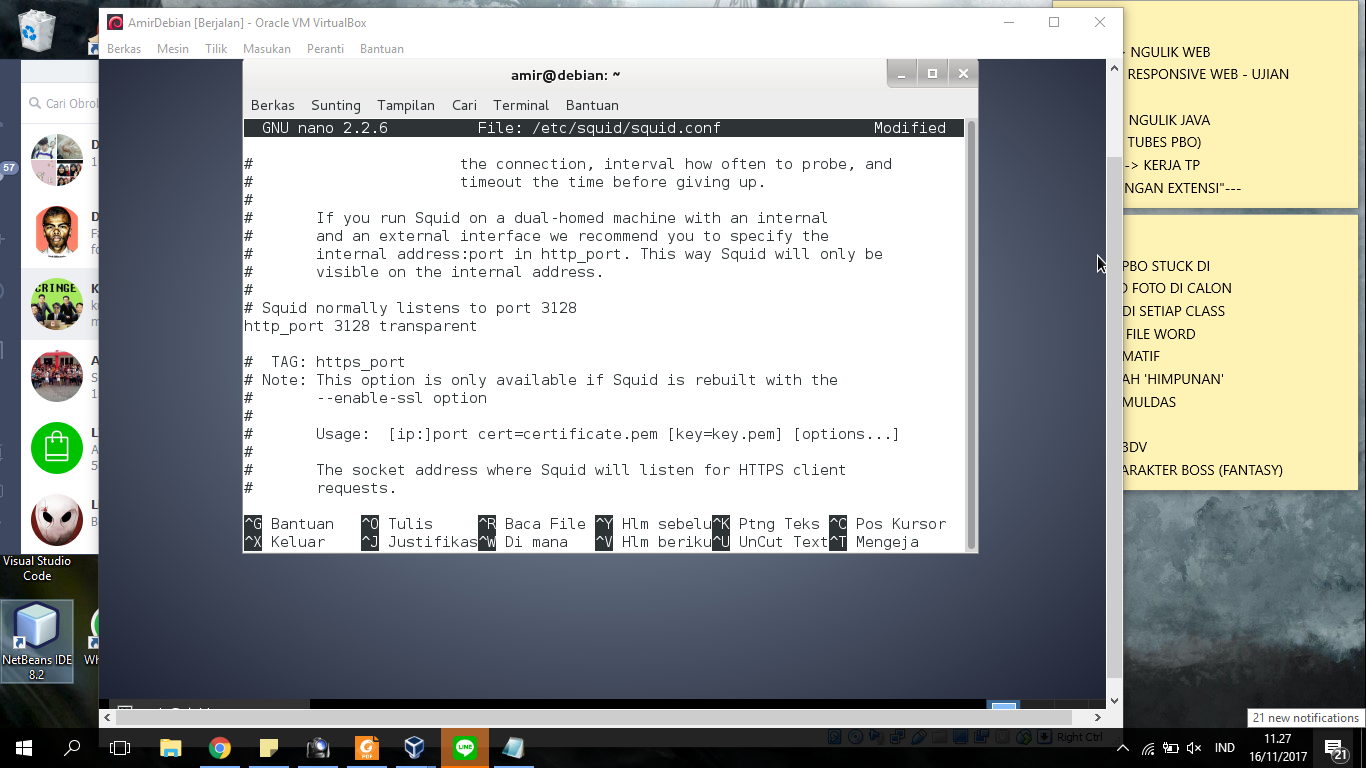 AmirDebian [Berjalan] - Oracle VM VirtualBox
Berkas Mesin Tilik Masukan Peranti Bantuan
amir@debian: ~
Berkas Sunting Tampilan Cari Terminal Bantuan
GNU nano 2.2.6 File: /etc/squid/squid.conf Modified
# the connection, interval how often to probe, and
# timeout the time before giving up.
#
# If you run Squid on a dual-homed machine with an internal
# and an external interface we recommend you to specify the
# internal address:port in http_port. This way Squid will only be
# visible on the internal address.
#
# Squid normally listens to port 3128
http_port 3128 transparent
# TAG: https_port
# Note: This option is only available if Squid is rebuilt with the
# --enable-ssl option
#
# Usage: [ip:]port cert=certificate.pem [key=key.pem] [options...]
#
# The socket address where Squid will listen for HTTPS client
# requests.
^G Bantuan ^O Tulis ^R Baca File ^Y Hlm sebelu ^K Ptng Teks ^C Pos Kursor
^X Keluar ^J Justifikas ^W Di mana ^V Hlm beriku ^U UnCut Text ^T Mengeja
Cari Obrol
57
CRINGE
Visual Studio
Code
NetBeans IDE
8.2
- NGULIK WEB
RESPONSIVE WEB - UJIAN
NGULIK JAVA
TUBES PBO)
-> KERJA TP
NGAN EXTENSI"---
PBO STUCK DI
FOTO DI CALON
DI SETIAP CLASS
FILE WORD
MATIF
AH 'HIMPUNAN'
MULDAS
BDV
ARAKTER BOSS (FANTASY)
Right Ctrl
21 new notifications
LINE
IND
11.27
16/11/2017
21